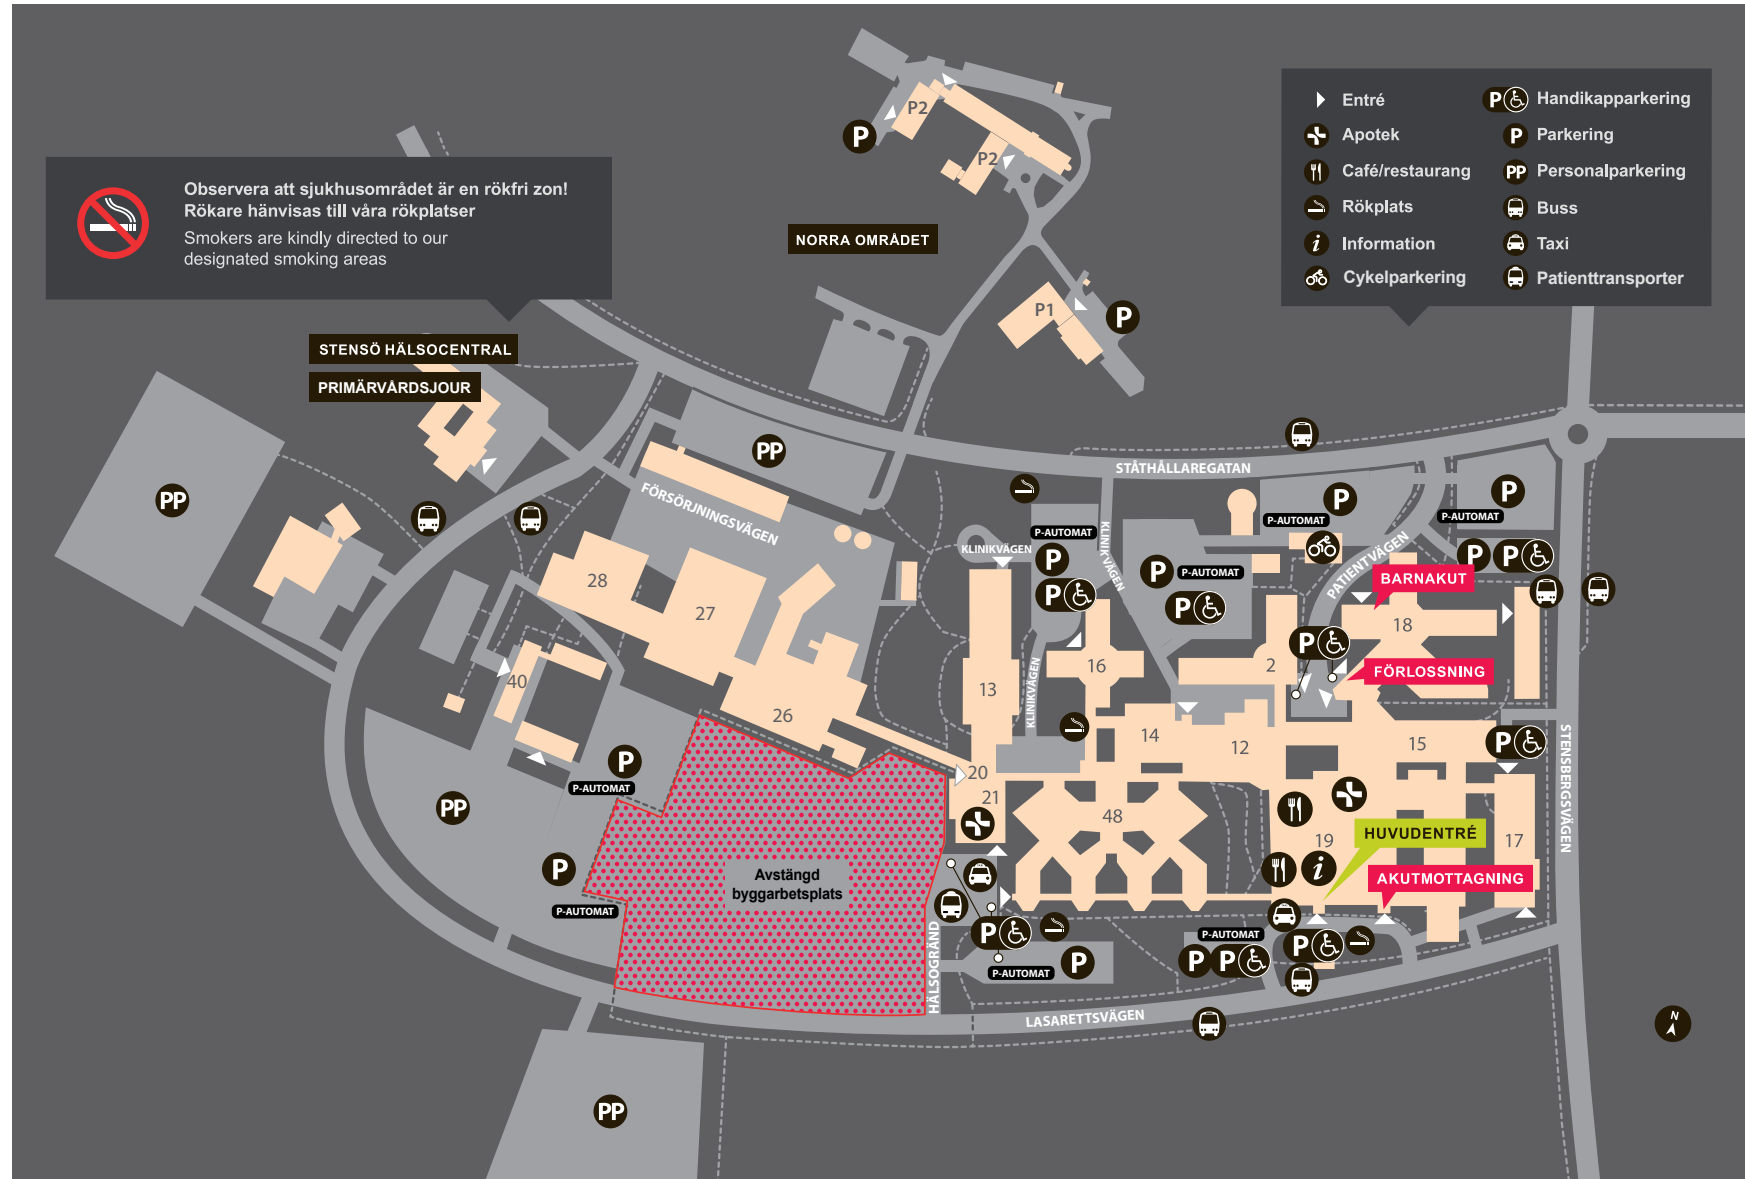 P2
P2
Entré
Apotek
Café/restaurang
Rökplats
Information
Cykelparkering
P Handikapparkering
P Parkering
PP Personalparkering
Buss
Taxi
Patienttransporter
Observera att sjukhusområdet är en rökfri zon!
Rökare hänvisas till våra rökplatser
Smokers are kindly directed to our
designated smoking areas
P
NORRA OMRÅDET
P1
P
STENSÖ HÄLSOCENTRAL
PRIMÄRVÅRDSJOUR
PP
PP
FÖRSÖRJNINGSVÄGEN
STÅTHÅLLAREGATAN
P
P
P-AUTOMAT
P-AUTOMAT
P-AUTOMAT
KLINIKVÄGEN
KLINIKVÄGEN
KLINIKVÄGEN
P
P
P
P-AUTOMAT
P
PATIENTVÄGEN
P
P
BARNAKUT
28
27
18
P
16
2
FÖRLOSSNING
13
40
26
14
12
15
P
STENSBERGSVÄGEN
20
21
P
P-AUTOMAT
PP
48
19
HUVUDENTRÉ
17
AKUTMOTTAGNING
P
P-AUTOMAT
Avstängd
byggarbetsplats
HÄLSOGRÄND
P
P-AUTOMAT
P
P-AUTOMAT
P
P
P
LASARETTSVÄGEN
N
PP